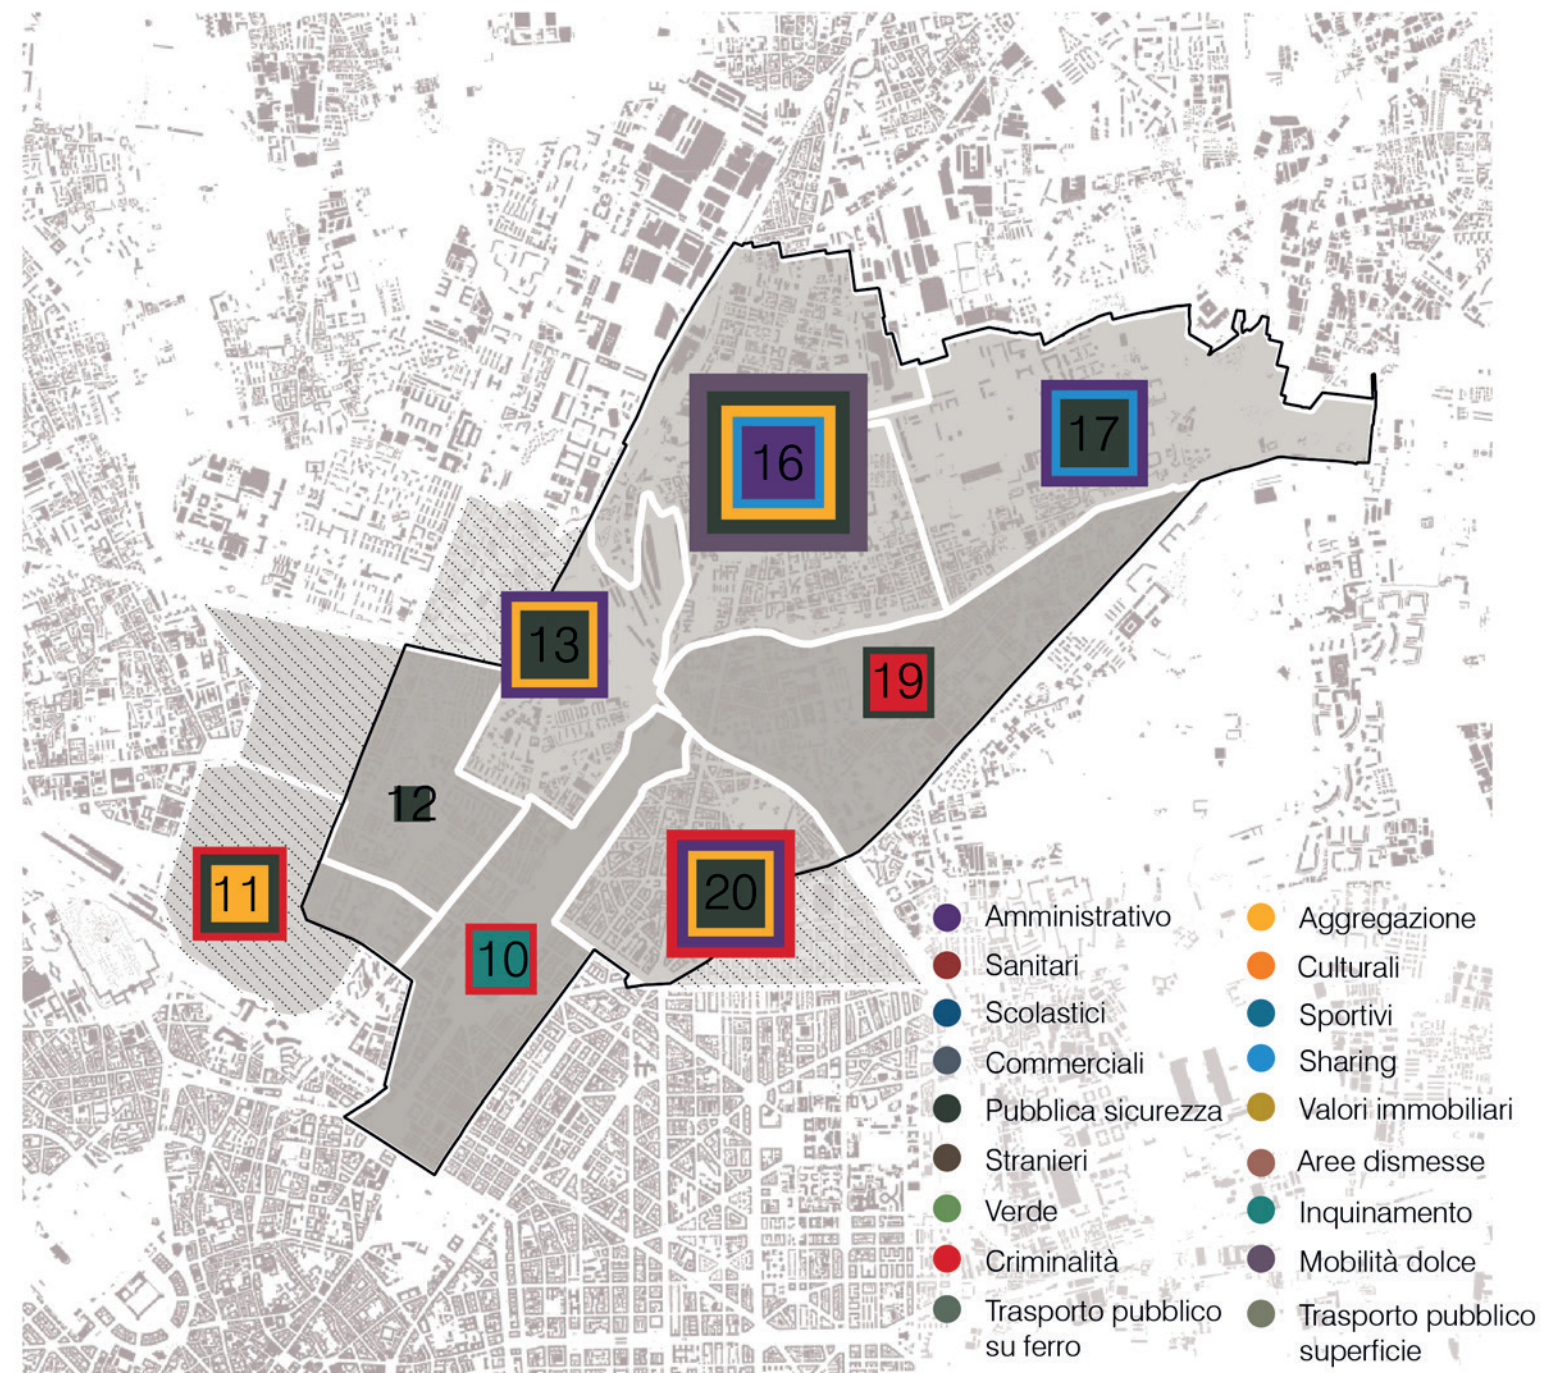 16
17
13
19
12
11
20
10
Amministrativo
Sanitari
Scolastici
Commerciali
Pubblica sicurezza
Stranieri
Verde
Criminalità
Trasporto pubblico
su ferro
Aggregazione
Culturali
Sportivi
Sharing
Valori immobiliari
Aree dismesse
Inquinamento
Mobilità dolce
Trasporto pubblico
superficie